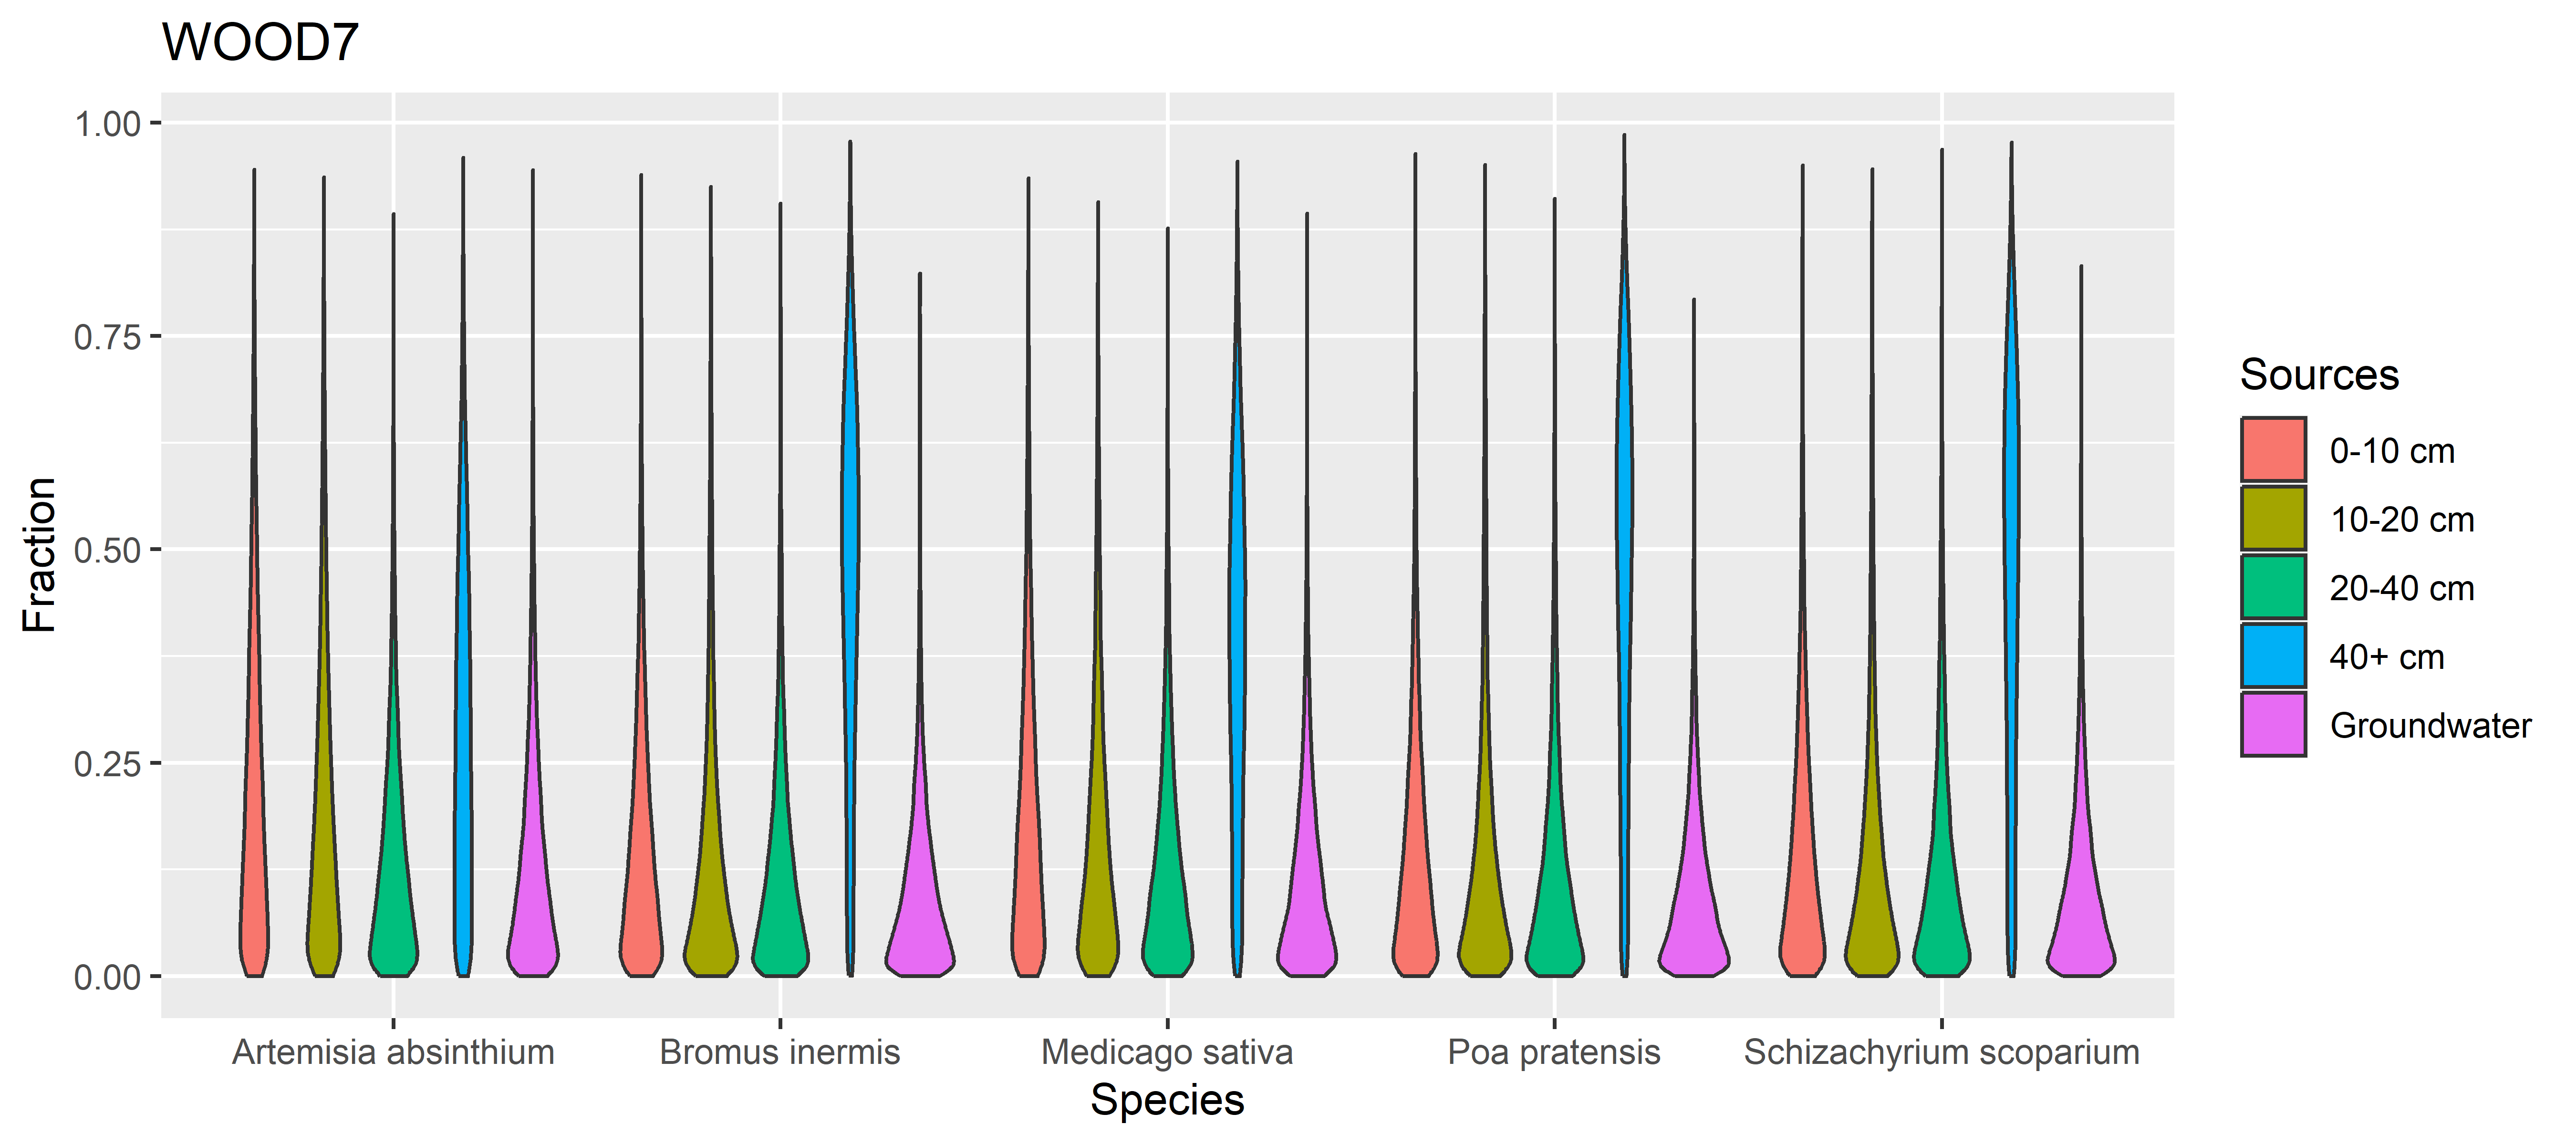 WOOD7
1.00
0.75
0.50
0.25
0.00
Fraction
Artemisia absinthium
Bromus inermis
Medicago sativa
Poa pratensis
Schizachyrium scoparium
Species
Sources
0-10 cm
10-20 cm
20-40 cm
40+ cm
Groundwater